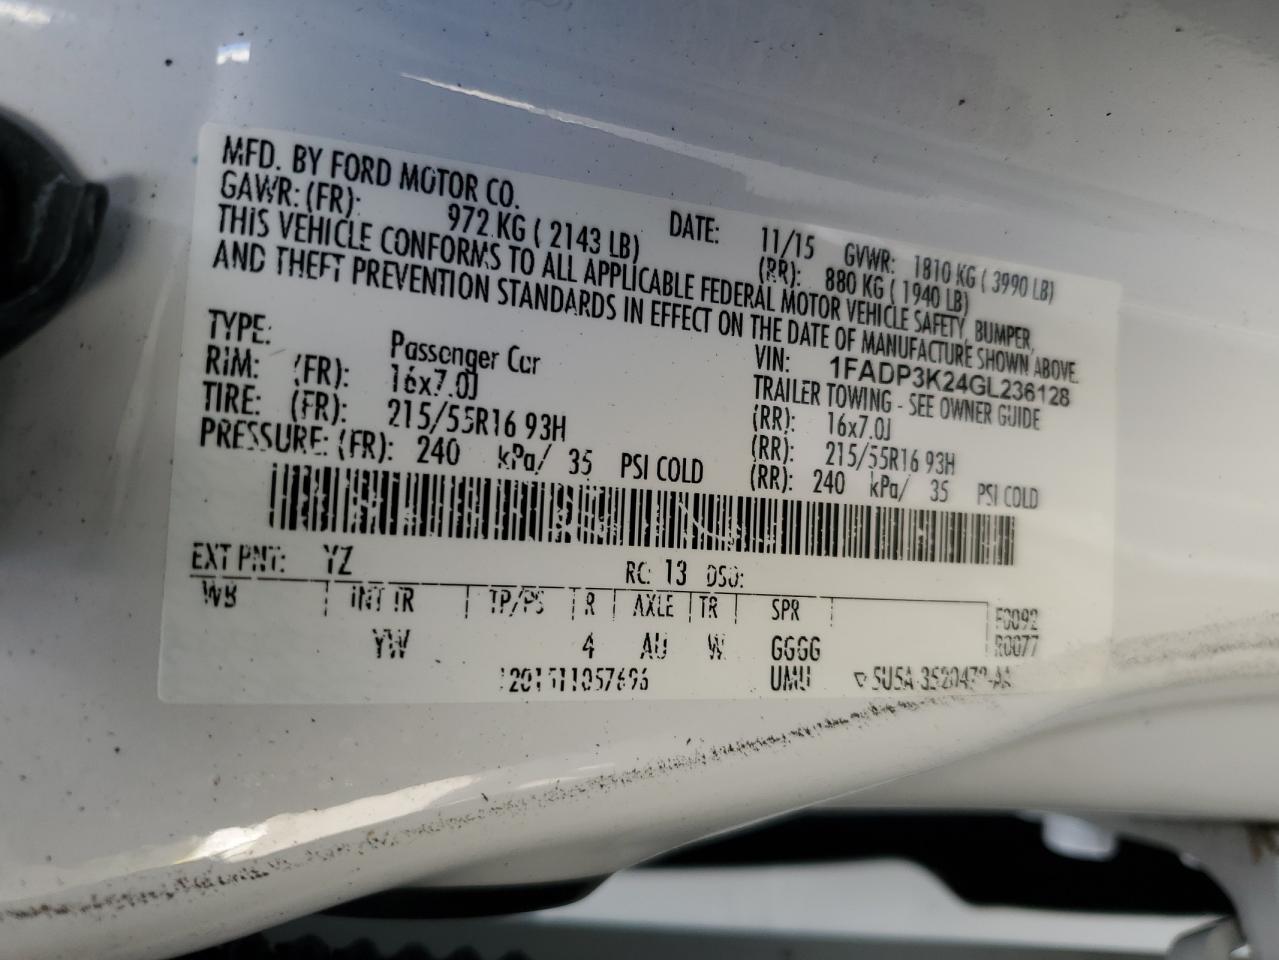 MFD. BY FORD MOTOR CO.
DATE: 11/15 GVWR: 1810 KG ( 3990 LB)
GAWR: (FR): 972 KG ( 2143 LB) (RR): 880 KG ( 1940 LB)
THIS VEHICLE CONFORMS TO ALL APPLICABLE FEDERAL MOTOR VEHICLE SAFETY, BUMPER,
AND THEFT PREVENTION STANDARDS IN EFFECT ON THE DATE OF MANUFACTURE SHOWN ABOVE.
VIN: 1FADP3K24GL236128
TYPE: Passenger Car TRAILER TOWING - SEE OWNER GUIDE
RIM: (FR): 16x7.0J (RR): 16x7.0J
TIRE: (FR): 215/55R16 93H (RR): 215/55R16 93H
PRESSURE: (FR): 240 kPa/ 35 PSI COLD (RR): 240 kPa/ 35 PSI COLD
EXT PNT: YZ RC: 13 DSO:
WB INT TR TP/PS R AXLE TR SPR F0092
YW 4 AU W GGGG R0077
UMU